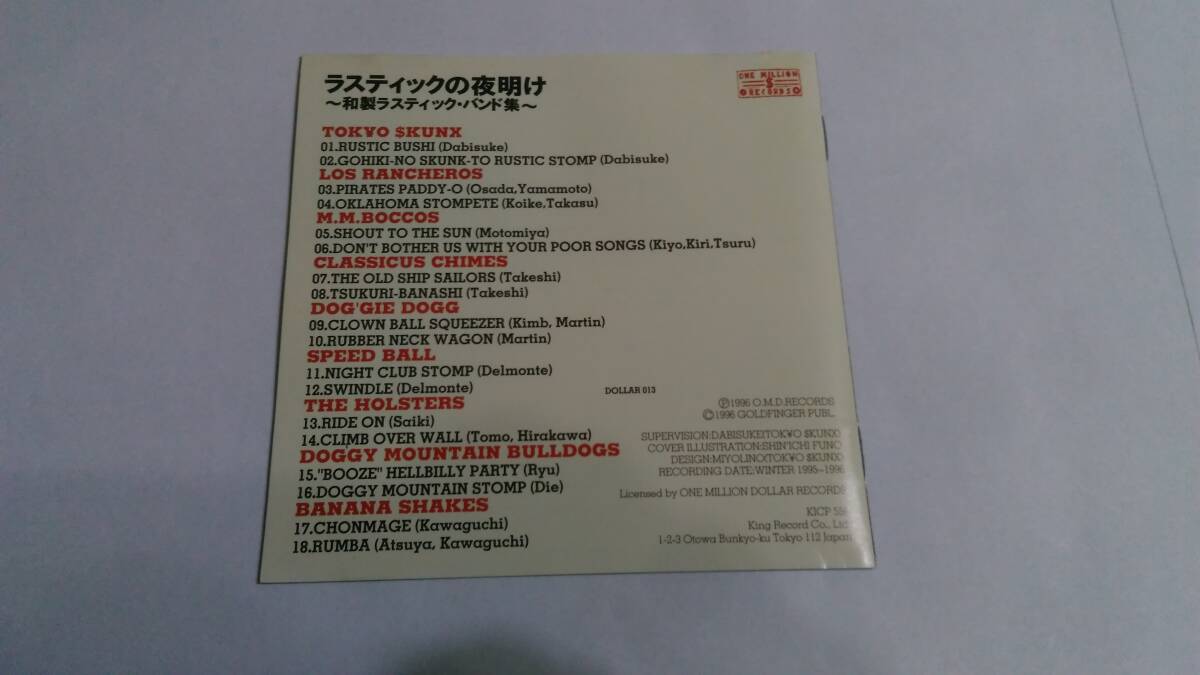 ラスティックの夜明け
～和製ラスティック・バンド集～
ONE MILLION
$
RECORDS
TOK¥O $KUNX
01.RUSTIC BUSHI (Dabisuke)
02.GOHIKI-NO SKUNK-TO RUSTIC STOMP (Dabisuke)
LOS RANCHEROS
03.PIRATES PADDY-O (Osada,Yamamoto)
04.OKLAHOMA STOMPETE (Koike,Takasu)
M.M.BOCCOS
05.SHOUT TO THE SUN (Motomiya)
06.DON'T BOTHER US WITH YOUR POOR SONGS (Kiyo,Kiri,Tsuru)
CLASSICUS CHIMES
07.THE OLD SHIP SAILORS (Takeshi)
08.TSUKURI-BANASHI (Takeshi)
DOG'GIE DOGG
09.CLOWN BALL SQUEEZER (Kimb, Martin)
10.RUBBER NECK WAGON (Martin)
SPEED BALL
11.NIGHT CLUB STOMP (Delmonte)
12.SWINDLE (Delmonte)
THE HOLSTERS
13.RIDE ON (Saiki)
14.CLIMB OVER WALL (Tomo, Hirakawa)
DOGGY MOUNTAIN BULLDOGS
15."BOOZE" HELLBILLY PARTY (Ryu)
16.DOGGY MOUNTAIN STOMP (Die)
BANANA SHAKES
17.CHONMAGE (Kawaguchi)
18.RUMBA (Atsuya, Kawaguchi)
DOLLAR 013
Ⓟ1996 O.M.D.RECORDS
©1996 GOLDFINGER PUBL.
SUPERVISION:DABISUKE(TOK¥O $KUNX)
COVER ILLUSTRATION:SHIN'ICHI FUNO
DESIGN:MIYOLINO(TOK¥O $KUNX)
RECORDING DATE:WINTER 1995~1996
Licensed by ONE MILLION DOLLAR RECORDS
KICP
King Record Co., Ltd.
1-2-3 Otowa Bunkyo-ku Tokyo 112 Japan